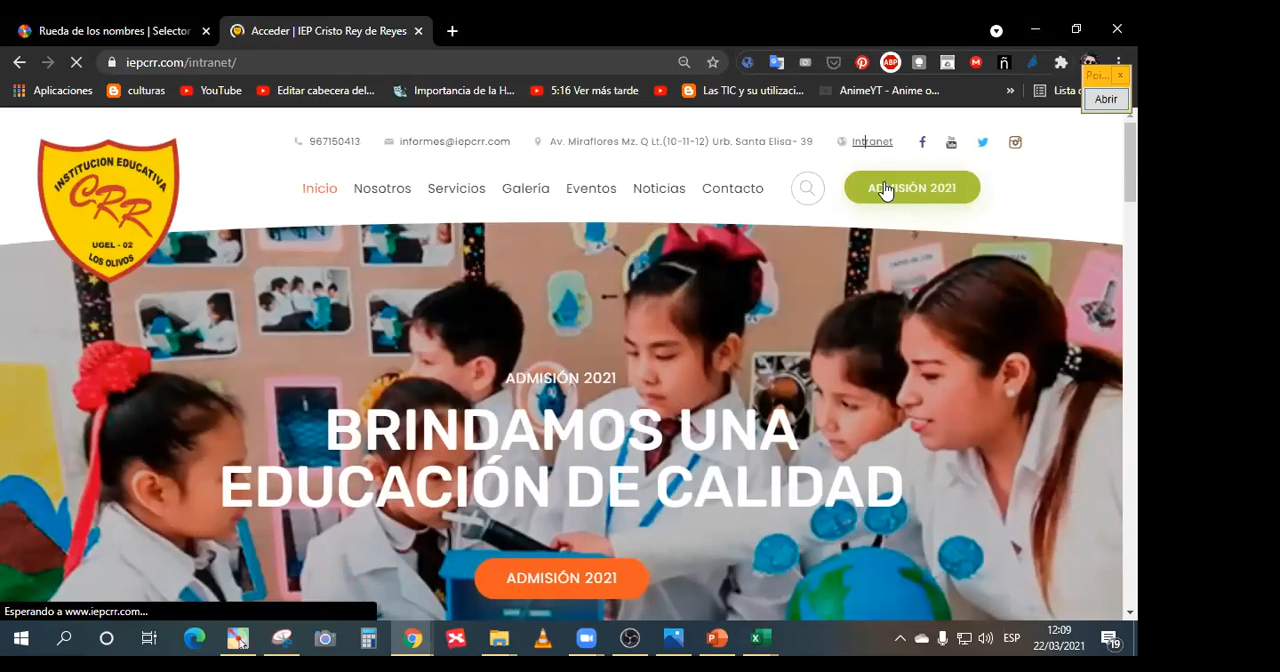 Rueda de los nombres | Selector
Acceder | IEP Cristo Rey de Reyes
iepcrr.com/intranet/
ABP
ñ
Poi...
x
Abrir
Aplicaciones
culturas
YouTube
Editar cabecera del...
Importancia de la H...
5:16 Ver más tarde
Las TIC y su utilizaci...
AnimeYT - Anime o...
»
967150413
informes@iepcrr.com
Av. Miraflores Mz. Q Lt.(10-11-12) Urb. Santa Elisa- 39
Intranet
INSTITUCION EDUCATIVA
CRR
UGEL - 02
LOS OLIVOS
Inicio
Nosotros
Servicios
Galería
Eventos
Noticias
Contacto
ADMISIÓN 2021
ADMISIÓN 2021
BRINDAMOS UNA
EDUCACIÓN DE CALIDAD
ADMISIÓN 2021
Esperando a www.iepcrr.com...
ESP
12:09
22/03/2021
19